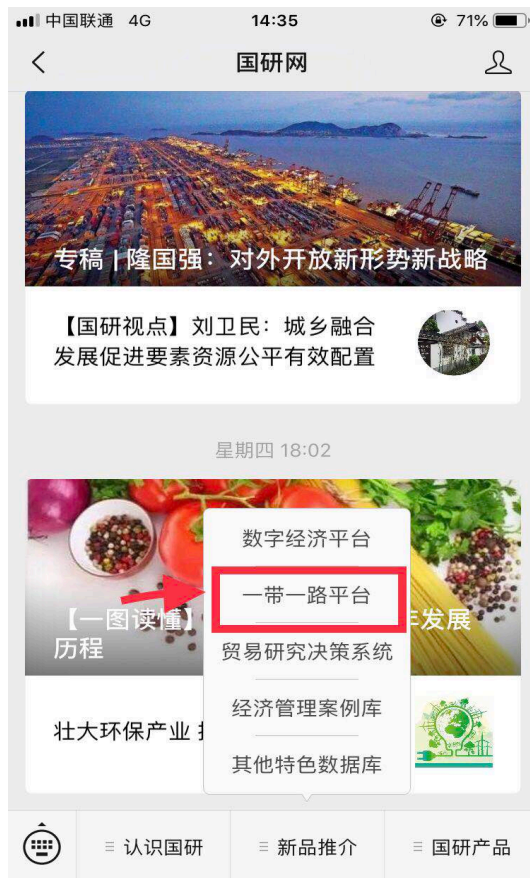 中国联通 4G 14:35 71%
国研网
专稿 | 隆国强：对外开放新形势新战略
【国研视点】刘卫民：城乡融合
发展促进要素资源公平有效配置
星期四 18:02
数字经济平台
一带一路平台
【一图读懂】
发展
历程
贸易研究决策系统
经济管理案例库
壮大环保产业
其他特色数据库
认识国研
新品推介
国研产品